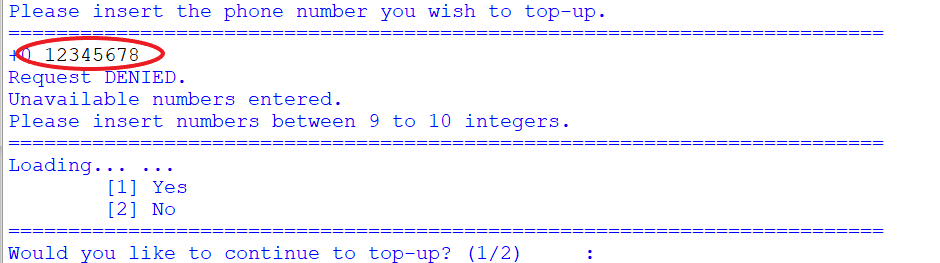 Please insert the phone number you wish to top-up.
=========================================================================
+0 12345678
Request DENIED.
Unavailable numbers entered.
Please insert numbers between 9 to 10 integers.
=========================================================================
Loading... ...
[1] Yes
[2] No
=========================================================================
Would you like to continue to top-up? (1/2) :